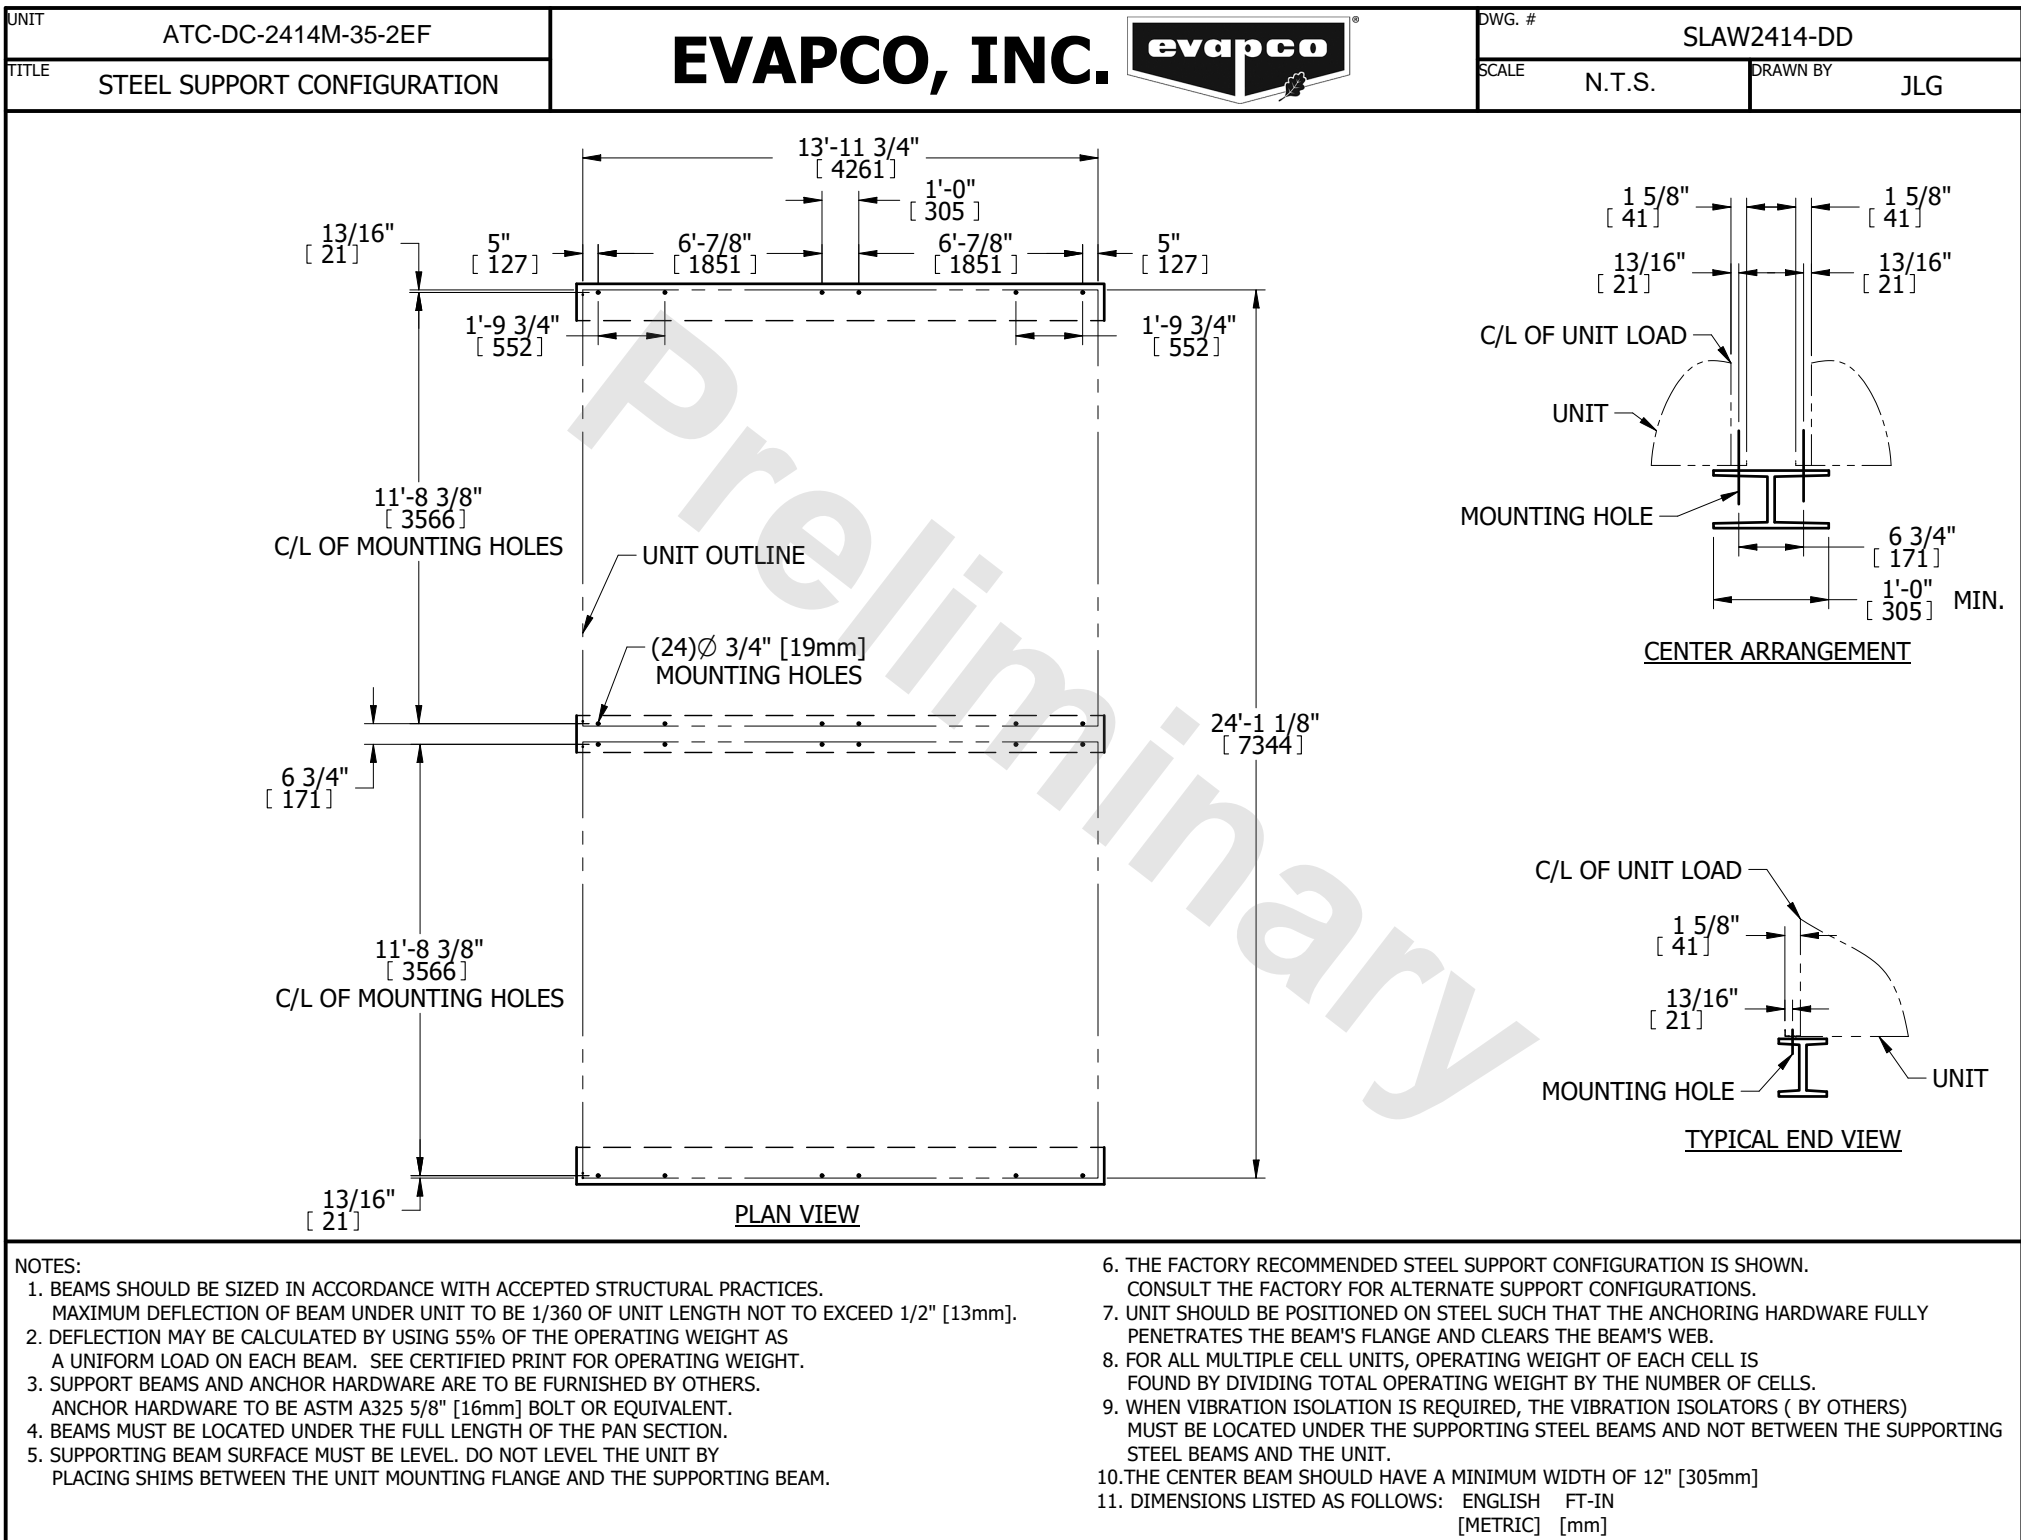 UNIT
ATC-DC-2414M-35-2EF
TITLE
STEEL SUPPORT CONFIGURATION
EVAPCO, INC.
evapco
®
DWG. #
SLAW2414-DD
SCALE
N.T.S.
DRAWN BY
JLG
13'-11 3/4"
[ 4261 ]
1'-0"
[ 305 ]
13/16"
[ 21 ]
5"
[ 127 ]
6'-7/8"
[ 1851 ]
6'-7/8"
[ 1851 ]
5"
[ 127 ]
1'-9 3/4"
[ 552 ]
1'-9 3/4"
[ 552 ]
11'-8 3/8"
[ 3566 ]
C/L OF MOUNTING HOLES
UNIT OUTLINE
(24)∅ 3/4" [19mm]
MOUNTING HOLES
6 3/4"
[ 171 ]
24'-1 1/8"
[ 7344 ]
11'-8 3/8"
[ 3566 ]
C/L OF MOUNTING HOLES
13/16"
[ 21 ]
PLAN VIEW
Preliminary
1 5/8"
[ 41 ]
1 5/8"
[ 41 ]
13/16"
[ 21 ]
13/16"
[ 21 ]
C/L OF UNIT LOAD
UNIT
MOUNTING HOLE
6 3/4"
[ 171 ]
1'-0"
[ 305 ] MIN.
CENTER ARRANGEMENT
C/L OF UNIT LOAD
1 5/8"
[ 41 ]
13/16"
[ 21 ]
MOUNTING HOLE
UNIT
TYPICAL END VIEW
NOTES:
1. BEAMS SHOULD BE SIZED IN ACCORDANCE WITH ACCEPTED STRUCTURAL PRACTICES.
MAXIMUM DEFLECTION OF BEAM UNDER UNIT TO BE 1/360 OF UNIT LENGTH NOT TO EXCEED 1/2" [13mm].
2. DEFLECTION MAY BE CALCULATED BY USING 55% OF THE OPERATING WEIGHT AS
A UNIFORM LOAD ON EACH BEAM. SEE CERTIFIED PRINT FOR OPERATING WEIGHT.
3. SUPPORT BEAMS AND ANCHOR HARDWARE ARE TO BE FURNISHED BY OTHERS.
ANCHOR HARDWARE TO BE ASTM A325 5/8" [16mm] BOLT OR EQUIVALENT.
4. BEAMS MUST BE LOCATED UNDER THE FULL LENGTH OF THE PAN SECTION.
5. SUPPORTING BEAM SURFACE MUST BE LEVEL. DO NOT LEVEL THE UNIT BY
PLACING SHIMS BETWEEN THE UNIT MOUNTING FLANGE AND THE SUPPORTING BEAM.
6. THE FACTORY RECOMMENDED STEEL SUPPORT CONFIGURATION IS SHOWN.
CONSULT THE FACTORY FOR ALTERNATE SUPPORT CONFIGURATIONS.
7. UNIT SHOULD BE POSITIONED ON STEEL SUCH THAT THE ANCHORING HARDWARE FULLY
PENETRATES THE BEAM'S FLANGE AND CLEARS THE BEAM'S WEB.
8. FOR ALL MULTIPLE CELL UNITS, OPERATING WEIGHT OF EACH CELL IS
FOUND BY DIVIDING TOTAL OPERATING WEIGHT BY THE NUMBER OF CELLS.
9. WHEN VIBRATION ISOLATION IS REQUIRED, THE VIBRATION ISOLATORS ( BY OTHERS)
MUST BE LOCATED UNDER THE SUPPORTING STEEL BEAMS AND NOT BETWEEN THE SUPPORTING
STEEL BEAMS AND THE UNIT.
10.THE CENTER BEAM SHOULD HAVE A MINIMUM WIDTH OF 12" [305mm]
11. DIMENSIONS LISTED AS FOLLOWS: ENGLISH FT-IN
[METRIC] [mm]